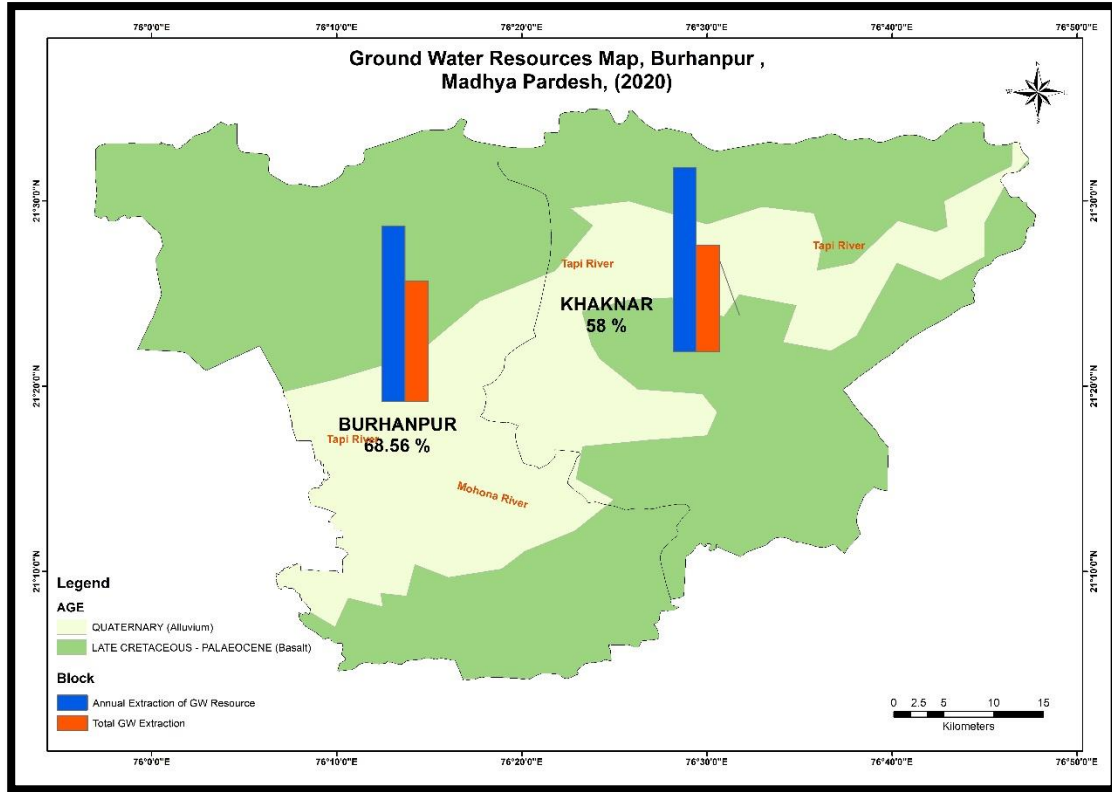 76°0'0"E 76°10'0"E 76°20'0"E 76°30'0"E 76°40'0"E 76°50'0"E
Ground Water Resources Map, Burhanpur ,
Madhya Pardesh, (2020)
N
W E
S
21°30'0"N 21°30'0"N
Tapi River
Tapi River
KHAKNAR
58 %
21°20'0"N 21°20'0"N
BURHANPUR
Tapi River
68.56 %
Mohona River
21°10'0"N 21°10'0"N
Legend
AGE
QUATERNARY (Alluvium)
LATE CRETACEOUS - PALAEOCENE (Basalt)
Block
Annual Extraction of GW Resource
Total GW Extraction
0 2.5 5 10 15
Kilometers
76°0'0"E 76°10'0"E 76°20'0"E 76°30'0"E 76°40'0"E 76°50'0"E